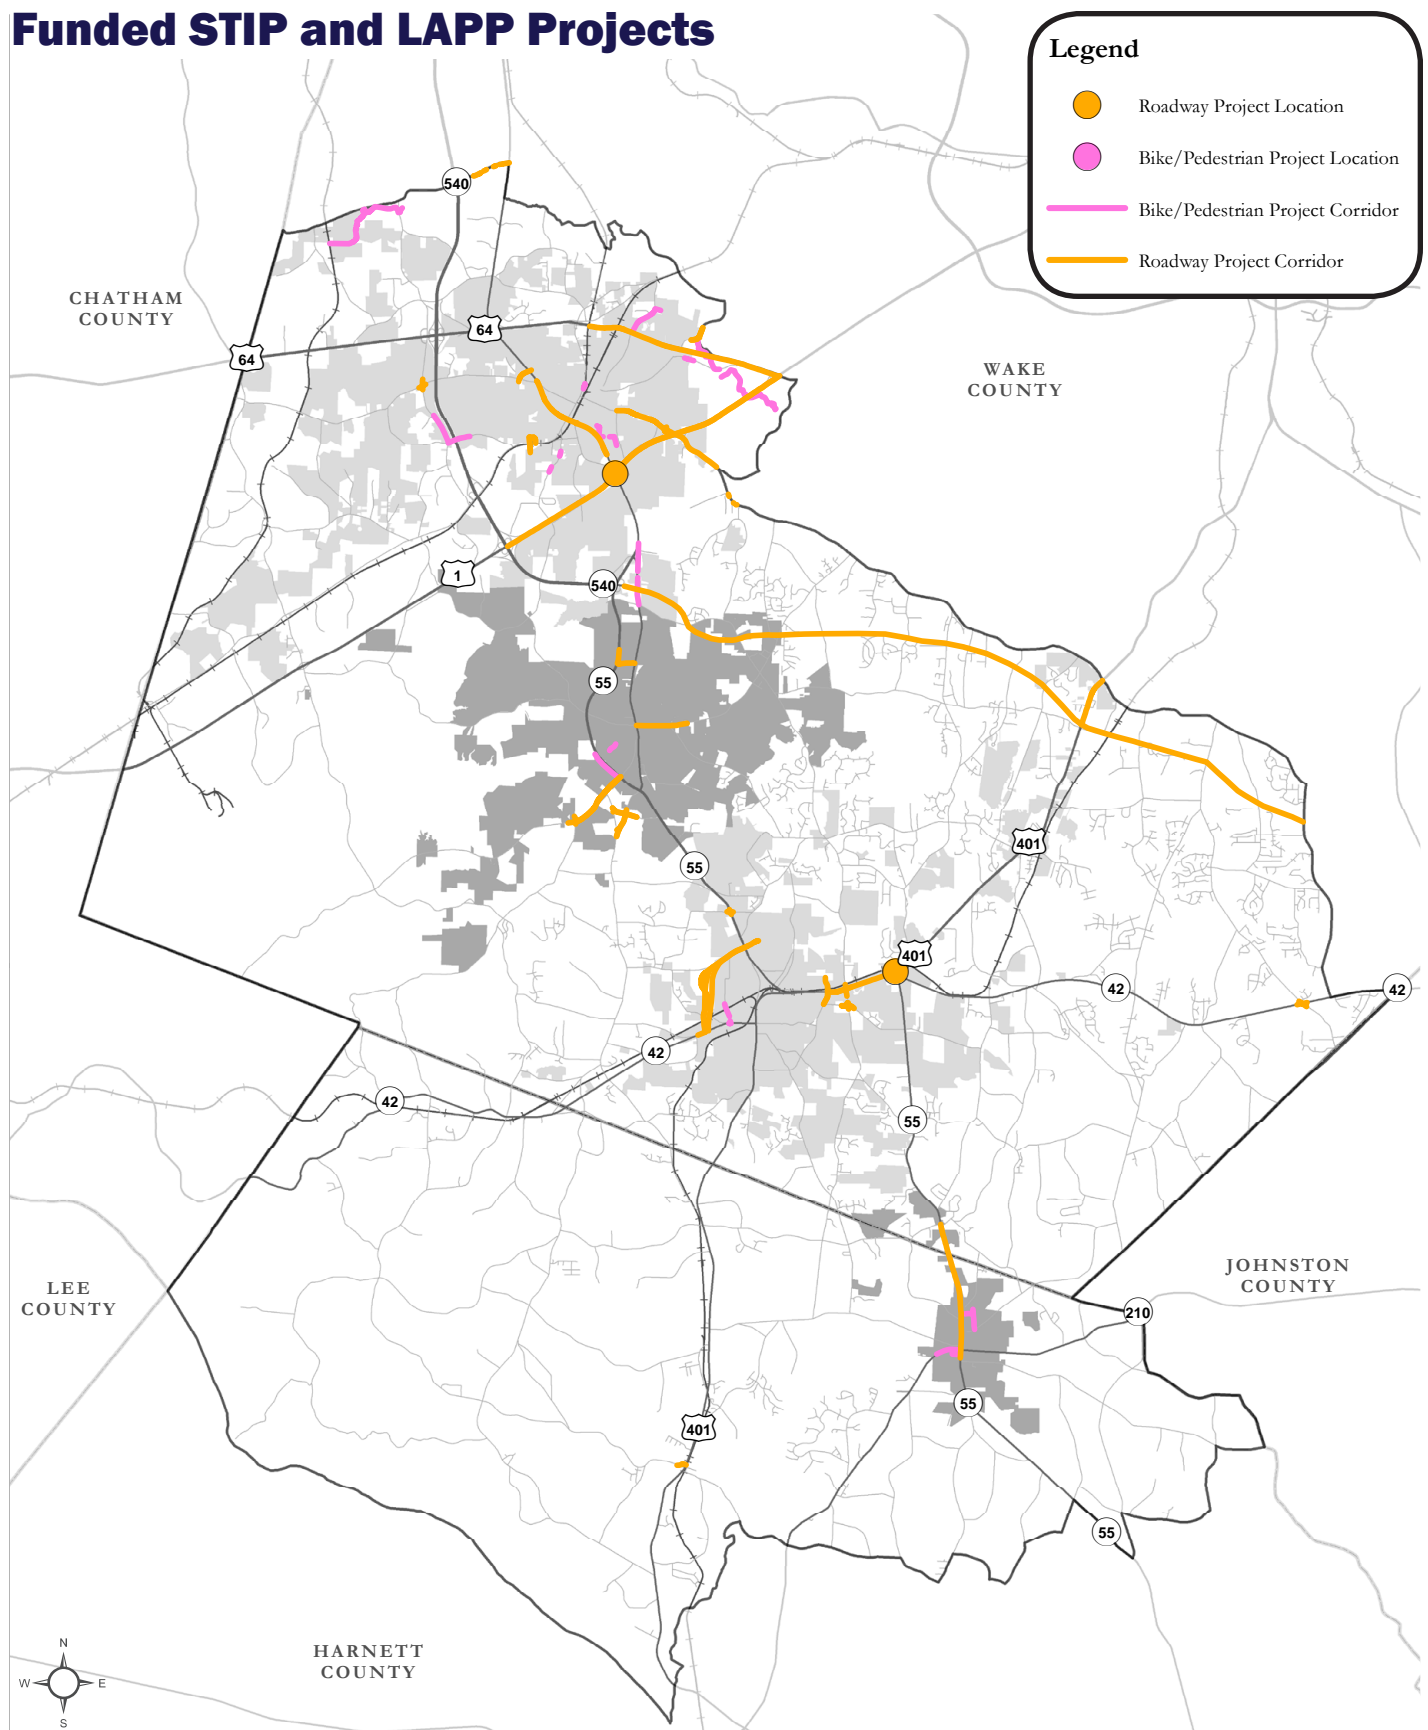 Funded STIP and LAPP Projects
Legend
Roadway Project Location
Bike/Pedestrian Project Location
Bike/Pedestrian Project Corridor
Roadway Project Corridor
540
CHATHAM
COUNTY
64
64
WAKE
COUNTY
1
540
55
401
55
401
42
42
42
42
55
JOHNSTON
COUNTY
LEE
COUNTY
210
55
401
55
HARNETT
COUNTY
N
W
E
S